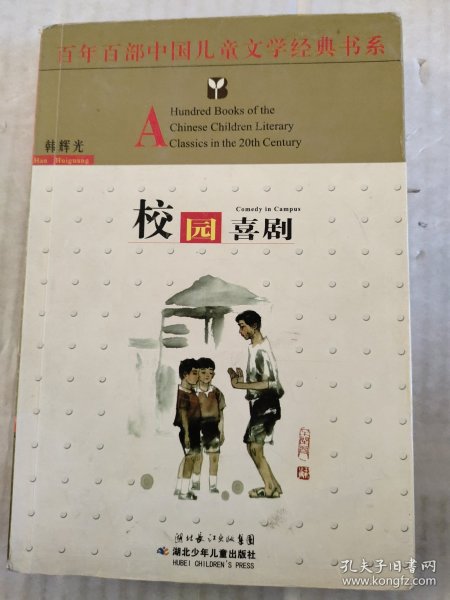 百年百部中国儿童文学经典书系
A Hundred Books of the
Chinese Children Literary
Classics in the 20th Century
韩辉光
Han Huiguang
Comedy in Campus
校园喜剧
湖北长江出版集团
湖北少年儿童出版社
HUBEI CHILDREN'S PRESS
孔夫子旧书网
www.kongfz.com